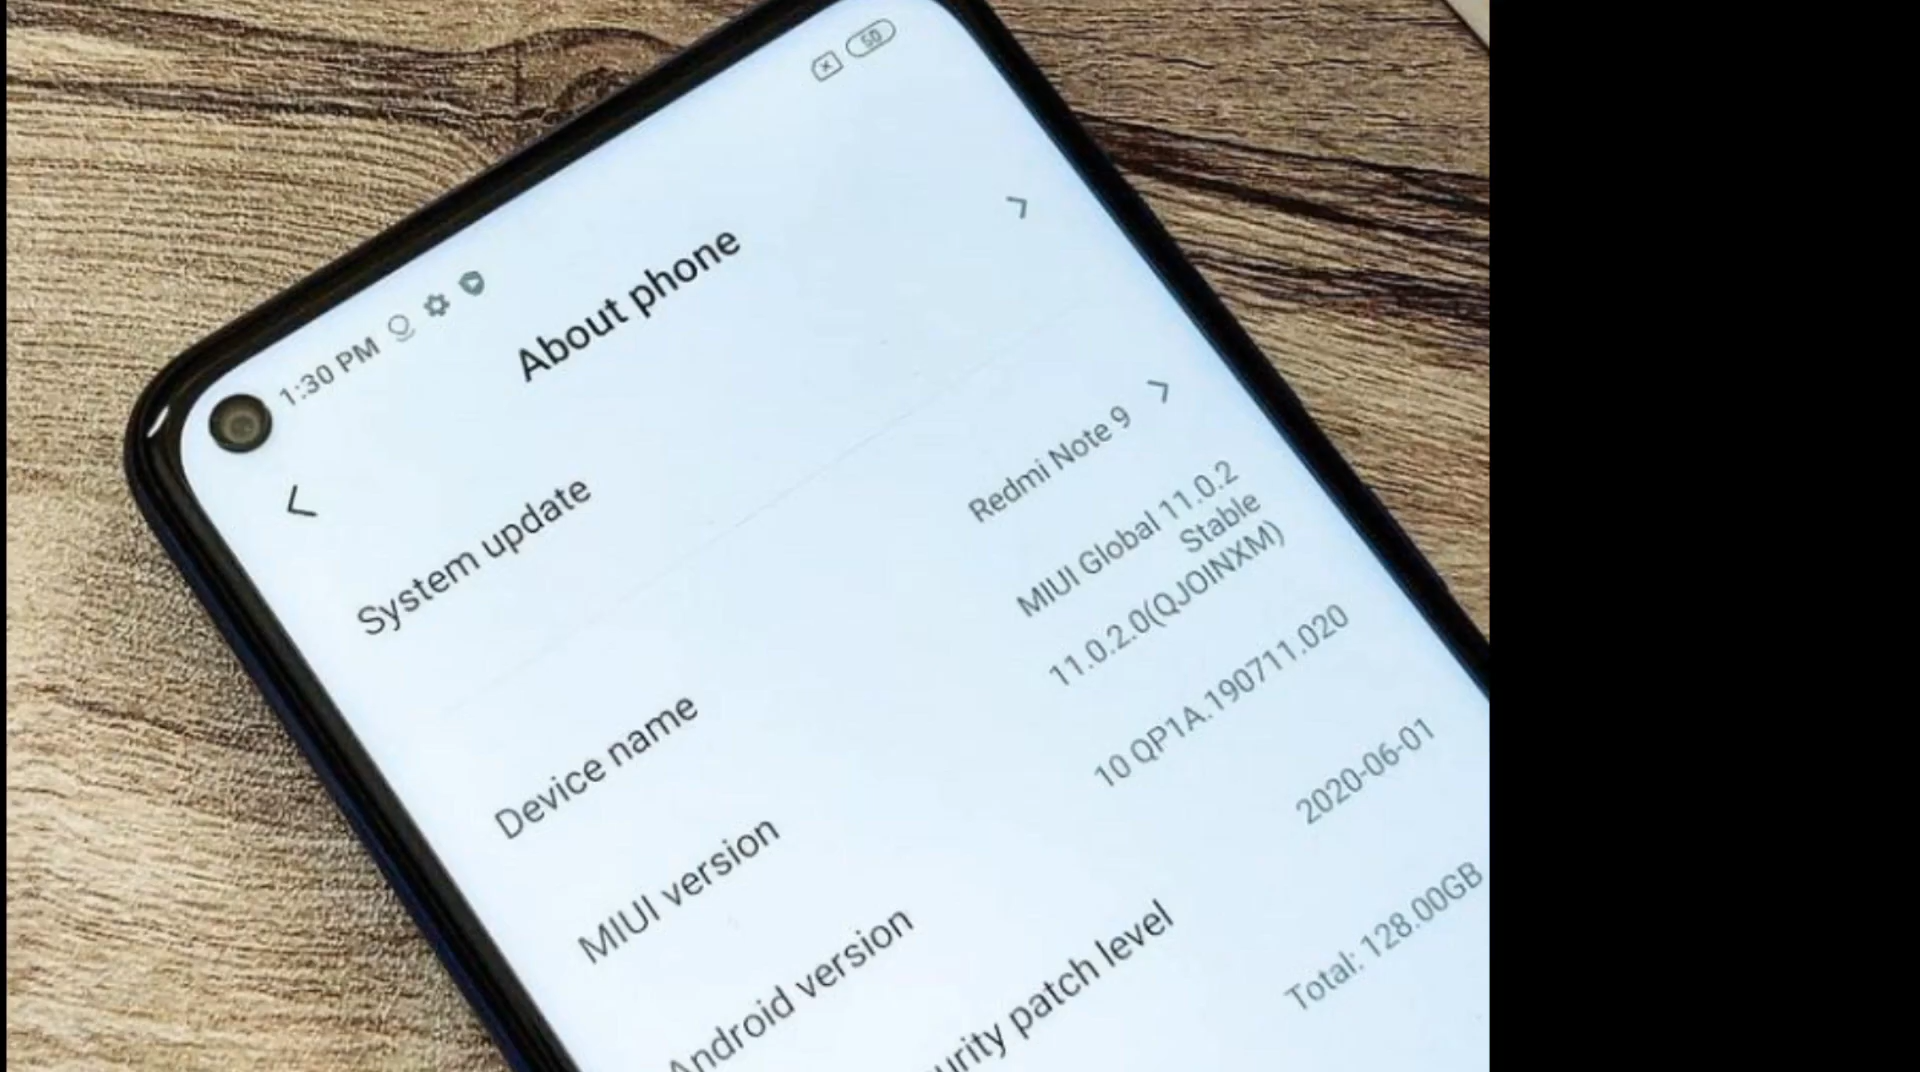 1:30 PM
50
About phone
System update
Device name
Redmi Note 9
MIUI version
MIUI Global 11.0.2
Stable
11.0.2.0(QJOINXM)
Android version
10 QP1A.190711.020
urity patch level
2020-06-01
Total: 128.00GB